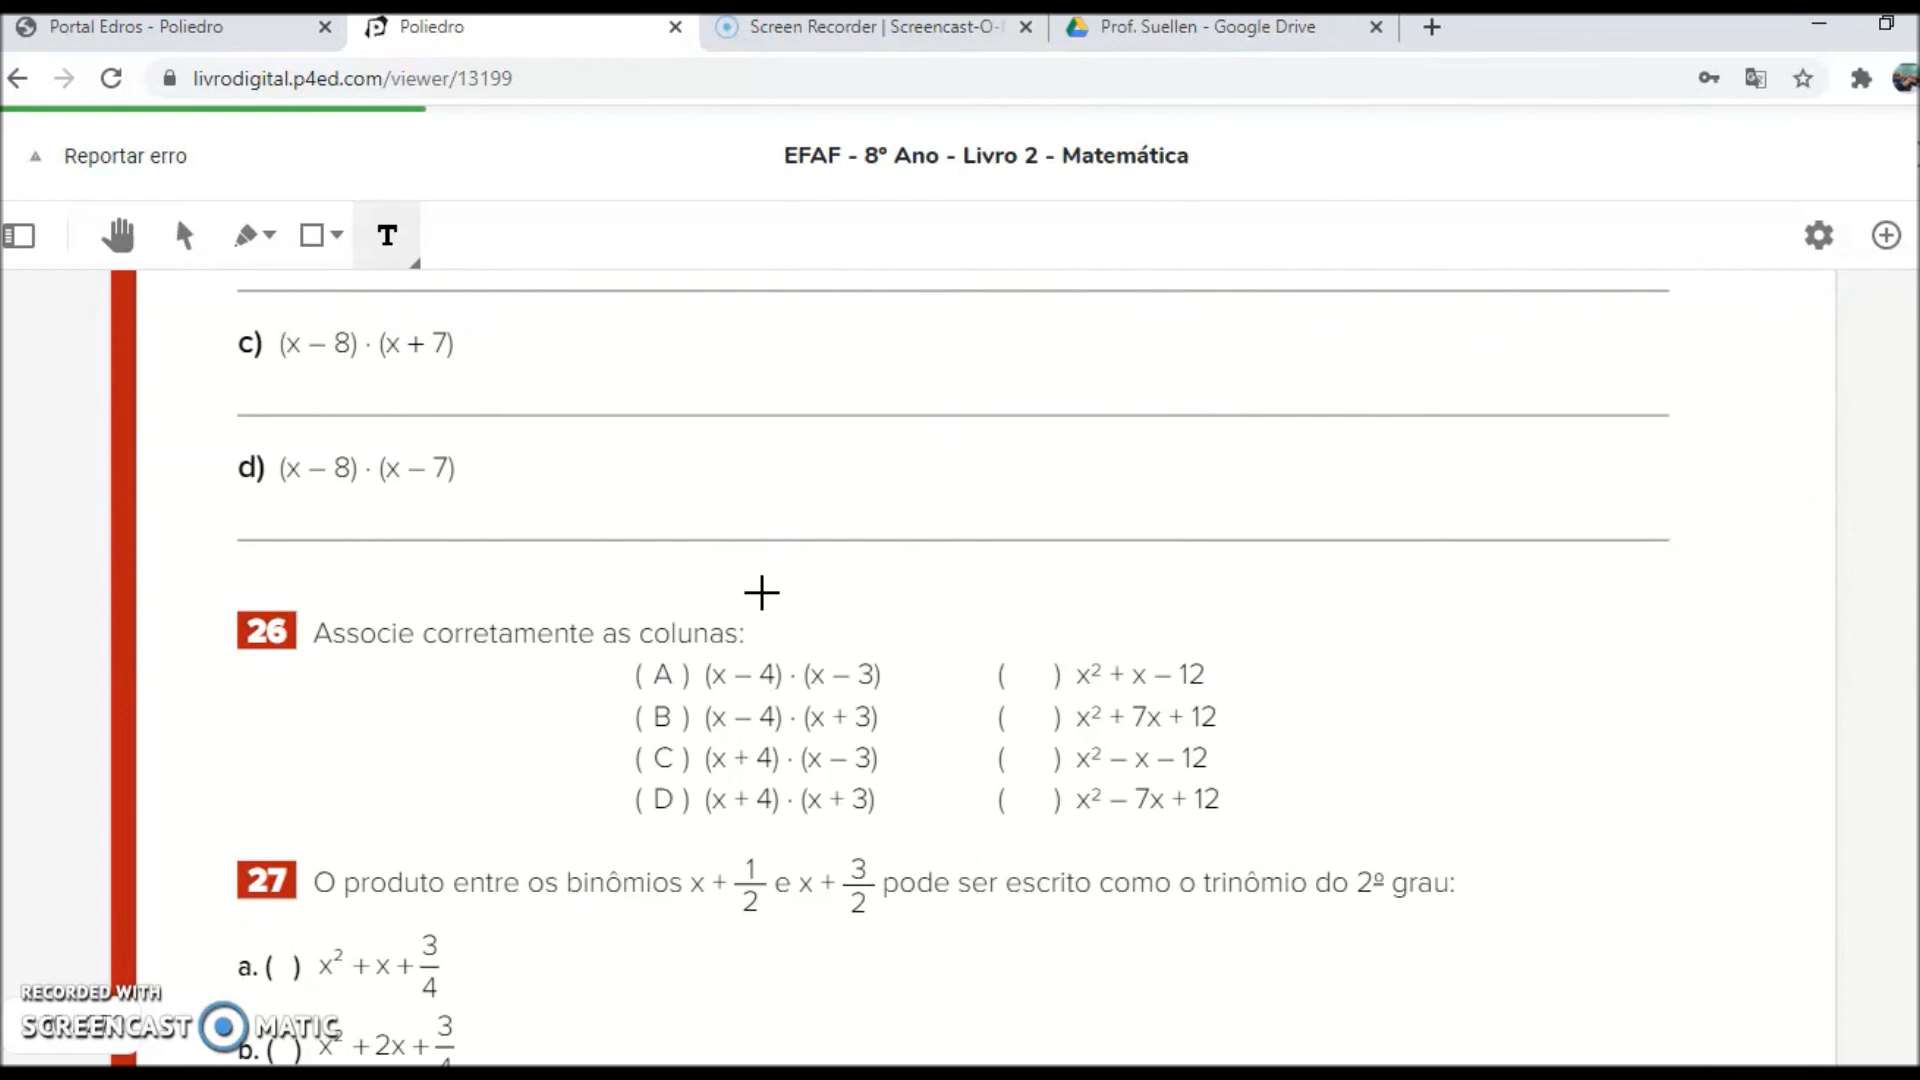 Portal Edros - Poliedro
Poliedro
Screen Recorder | Screencast-O-
Prof. Suellen - Google Drive
livrodigital.p4ed.com/viewer/13199
Reportar erro
EFAF - 8º Ano - Livro 2 - Matemática
T
c) (x – 8) · (x + 7)
d) (x – 8) · (x – 7)
26 Associe corretamente as colunas:
( A ) (x – 4) · (x – 3) ( ) x² + x – 12
( B ) (x – 4) · (x + 3) ( ) x² + 7x + 12
( C ) (x + 4) · (x – 3) ( ) x² – x – 12
( D ) (x + 4) · (x + 3) ( ) x² – 7x + 12
27 O produto entre os binômios x + 1/2 e x + 3/2 pode ser escrito como o trinômio do 2º grau:
a. ( ) x² + x + 3/4
b. ( ) x² + 2x + 3/4
RECORDED WITH
SCREENCAST MATIC